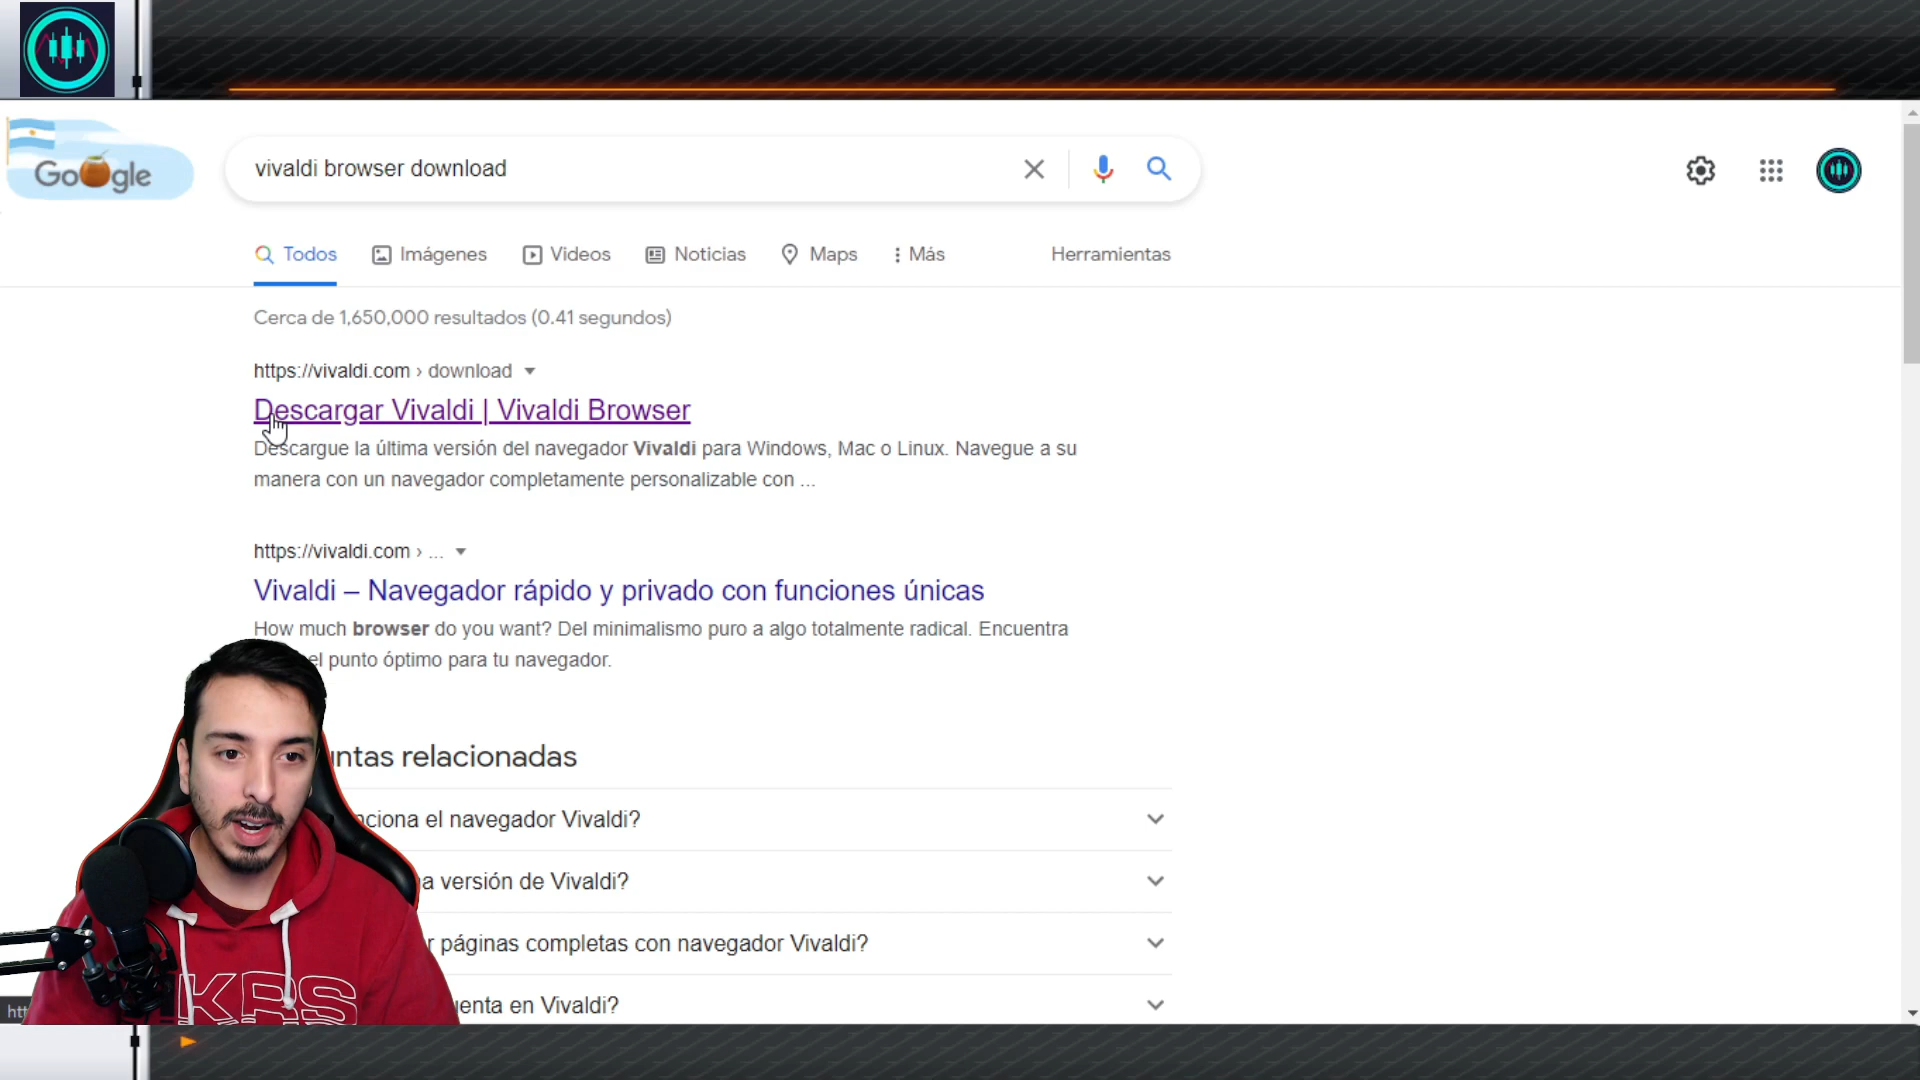 Google
vivaldi browser download
Todos
Imágenes
Videos
Noticias
Maps
Más
Herramientas
Cerca de 1,650,000 resultados (0.41 segundos)
https://vivaldi.com › download
Descargar Vivaldi | Vivaldi Browser
Descargue la última versión del navegador Vivaldi para Windows, Mac o Linux. Navegue a su
manera con un navegador completamente personalizable con ...
https://vivaldi.com › ...
Vivaldi – Navegador rápido y privado con funciones únicas
How much browser do you want? Del minimalismo puro a algo totalmente radical. Encuentra
el punto óptimo para tu navegador.
relacionadas
el navegador Vivaldi?
versión de Vivaldi?
páginas completas con navegador Vivaldi?
en Vivaldi?
KRS